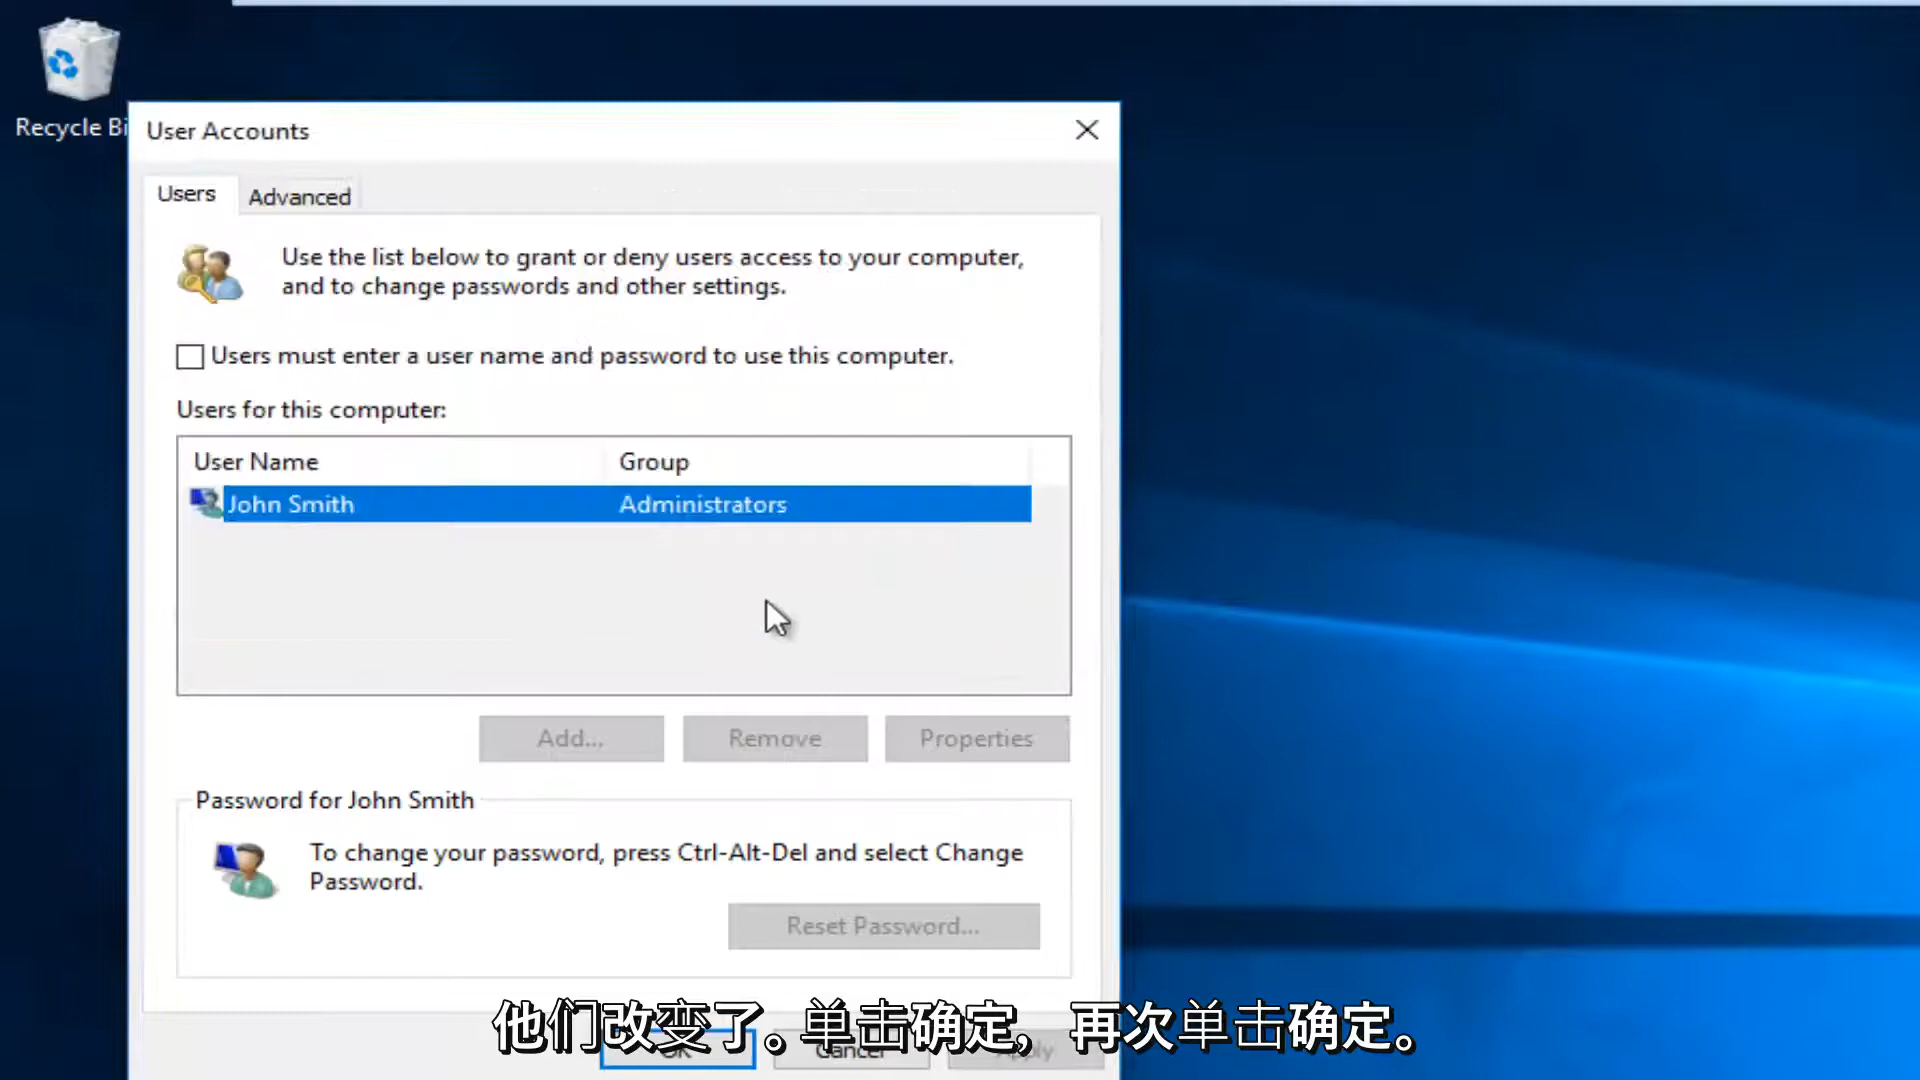 Recycle Bi
User Accounts
Users
Advanced
Use the list below to grant or deny users access to your computer,
and to change passwords and other settings.
Users must enter a user name and password to use this computer.
Users for this computer:
User Name
Group
John Smith
Administrators
Add...
Remove
Properties
Password for John Smith
To change your password, press Ctrl-Alt-Del and select Change
Password.
Reset Password...
他们改变了。单击确定，再次单击确定。
OK
Cancel
Apply